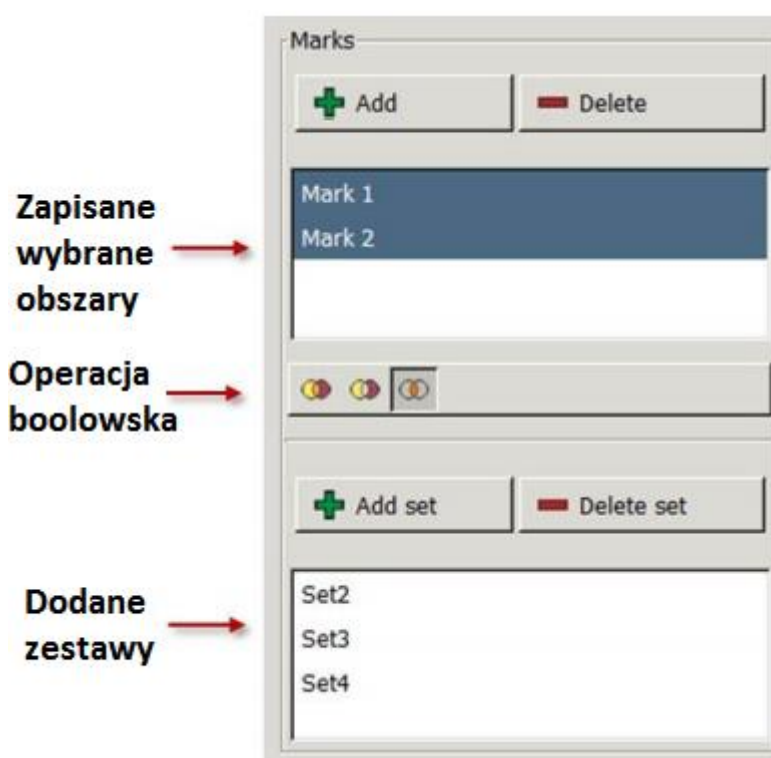 Marks
Add
Delete
Zapisane
wybrane
obszary
Mark 1
Mark 2
Operacja
boolowska
Add set
Delete set
Dodane
zestawy
Set2
Set3
Set4